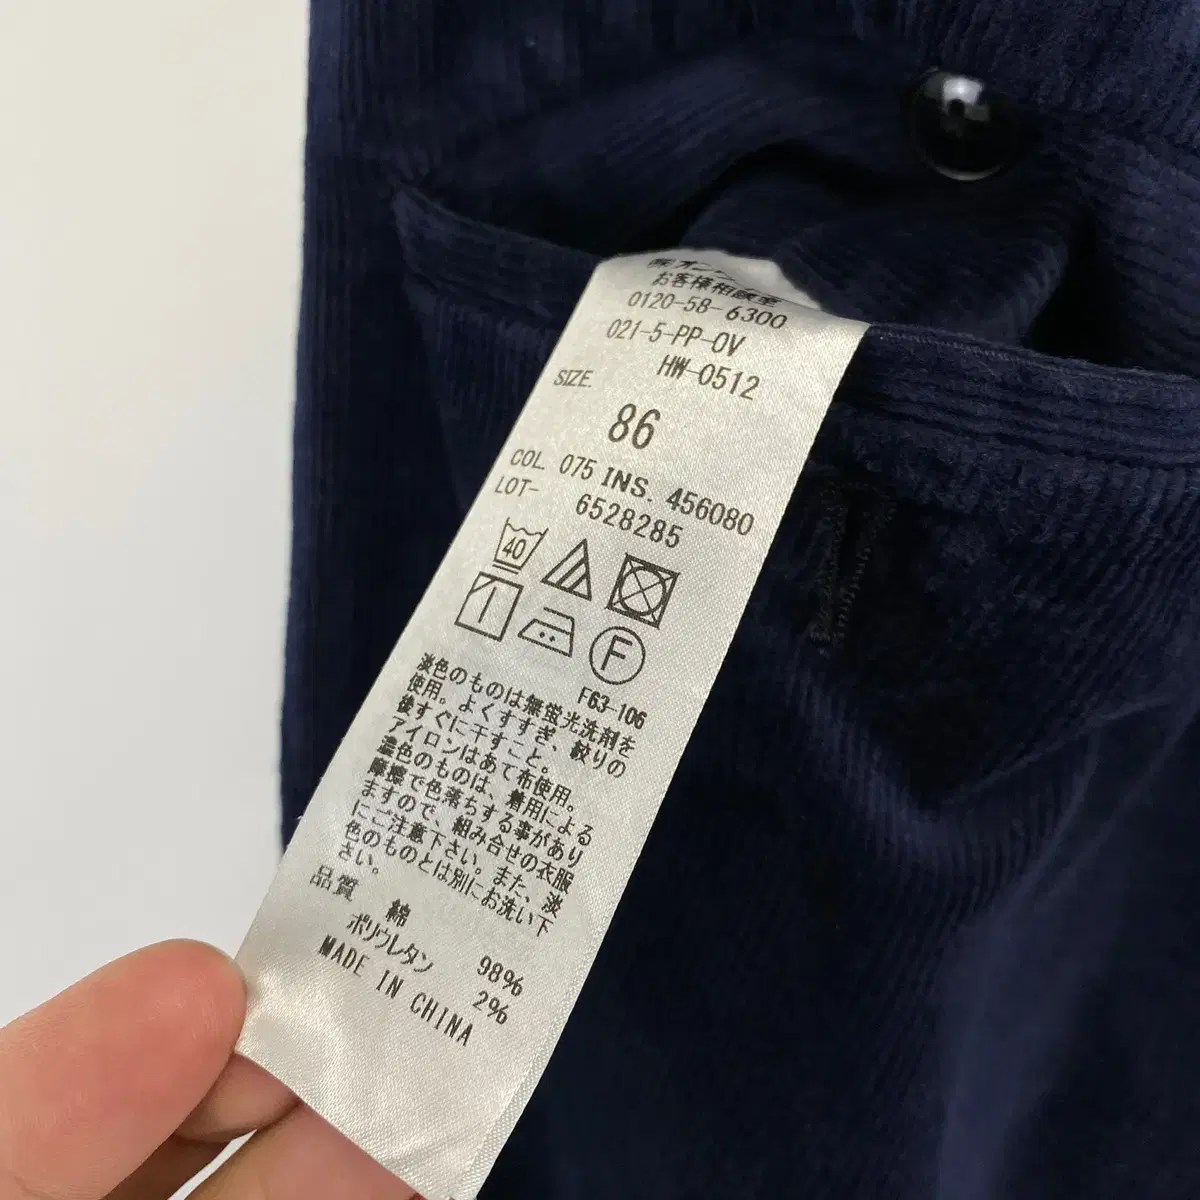 お客様相談室
0120-58-6300
021-5-PP-OV
HW-0512
SIZE.
86
COL. 075 INS. 456080
LOT- 6528285
40
F
F63-106
淡色のものは無蛍光洗剤を
使用。よくすすぎ、絞りの
後すぐに干すこと。
アイロンはあて布使用。
濃色のものは、着用による
摩擦で色落ちする事があり
ますので、組み合せの衣服
にご注意下さい。また、淡
色のものとは別にお洗い下
さい。
品質
綿 98%
ポリウレタン 2%
MADE IN CHINA